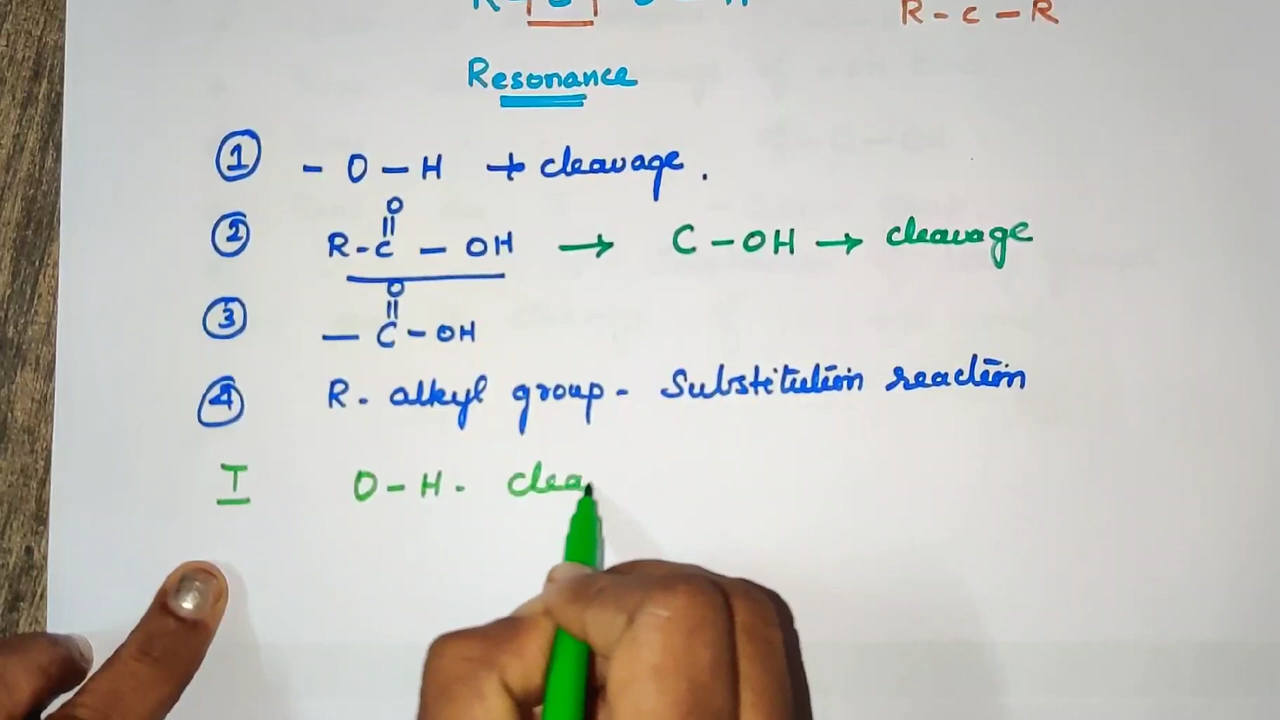 R - C - R
Resonance
① - O - H → cleavage.
O
② R - C - OH → C - OH → cleavage
O
③ - C - OH
④ R - alkyl group - Substitution reaction
I O - H - clea